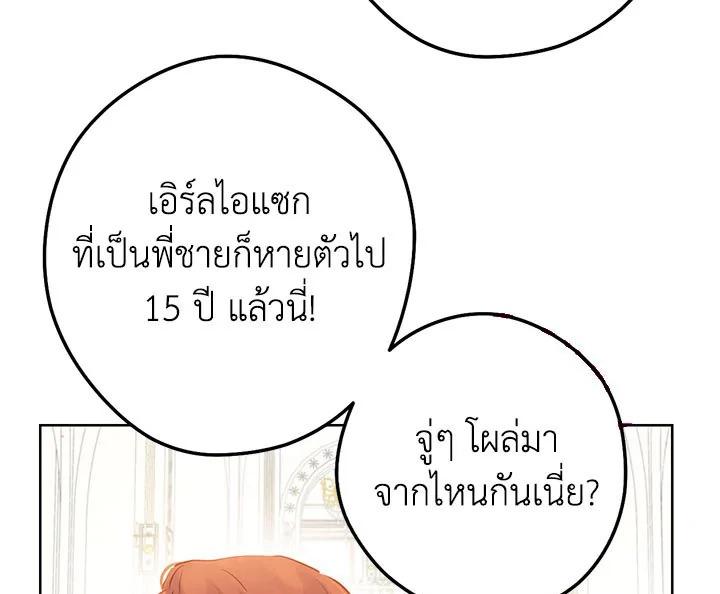 เอิร์ลไอแซก
ที่เป็นพี่ชายก็หายตัวไป
15 ปี แล้วนี่!
จู่ๆ โผล่มา
จากไหนกันเนี่ย?